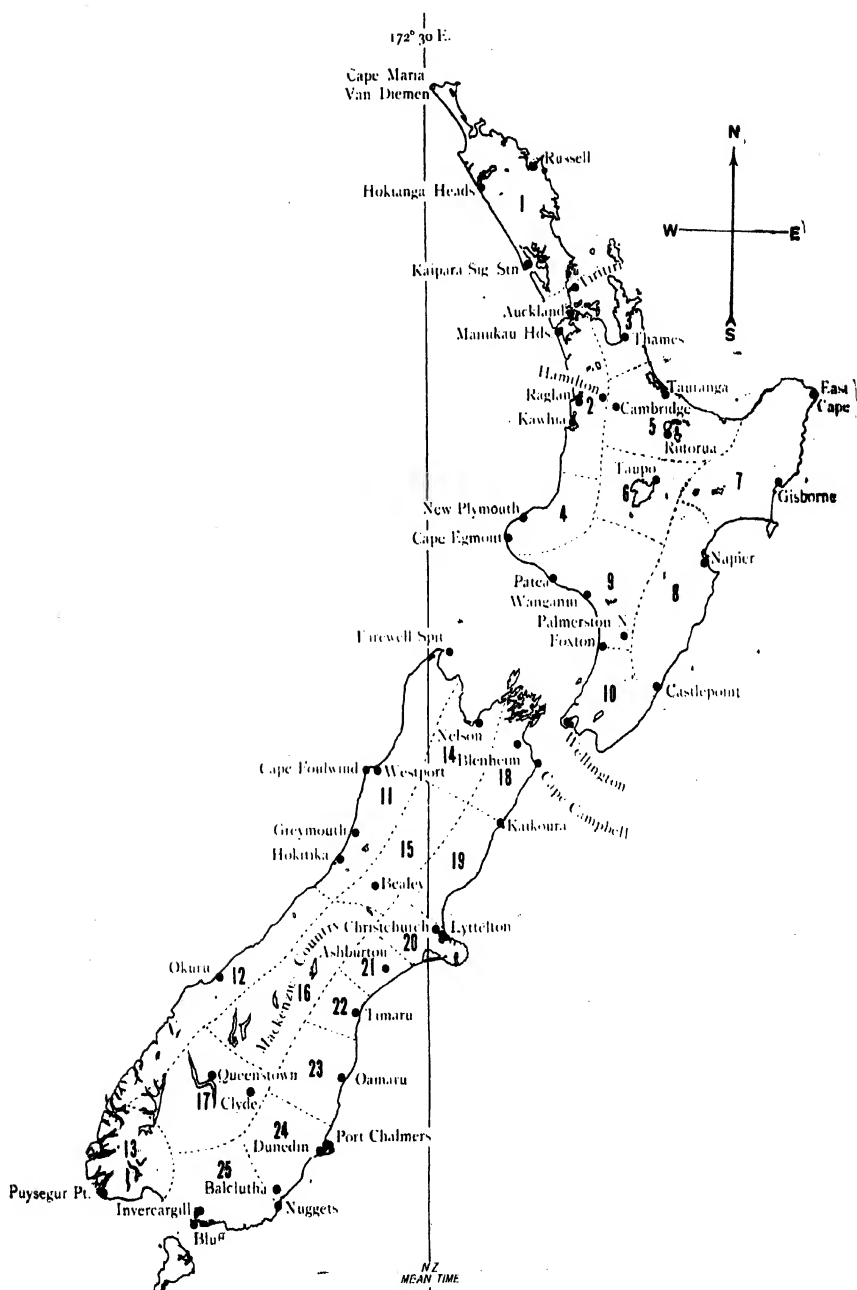 172° 30 E.
Cape Maria
Van Diemen
N
Russell
Hokianga Heads
1
W
E
Kaipara Sig Stn
Tiritiri
Auckland
3
S
Manukau Hds
Thames
Hamilton
Tauranga
East
Cape
Raglan
2
Cambridge
Kawhia
5
Rotorua
Taupo
6
7
Gisborne
New Plymouth
4
Cape Egmont
Napier
Patea
9
8
Wanganui
Palmerston N
Foxton
Farewell Spit
10
Castlepoint
Nelson
Wellington
14
Blenheim
Cape Foulwind
Westport
18
Cape Campbell
11
Greymouth
Kaikoura
Hokitika
15
19
Bealey
Christchurch
Lyttelton
20
Ashburton
21
Okuru
12
Mackenzie Country
16
22
Timaru
Queenstown
23
Oamaru
17
Clyde
24
Port Chalmers
Dunedin
13
25
Puysegur Pt.
Balclutha
Invercargill
Nuggets
Bluff
NZ
MEAN TIME